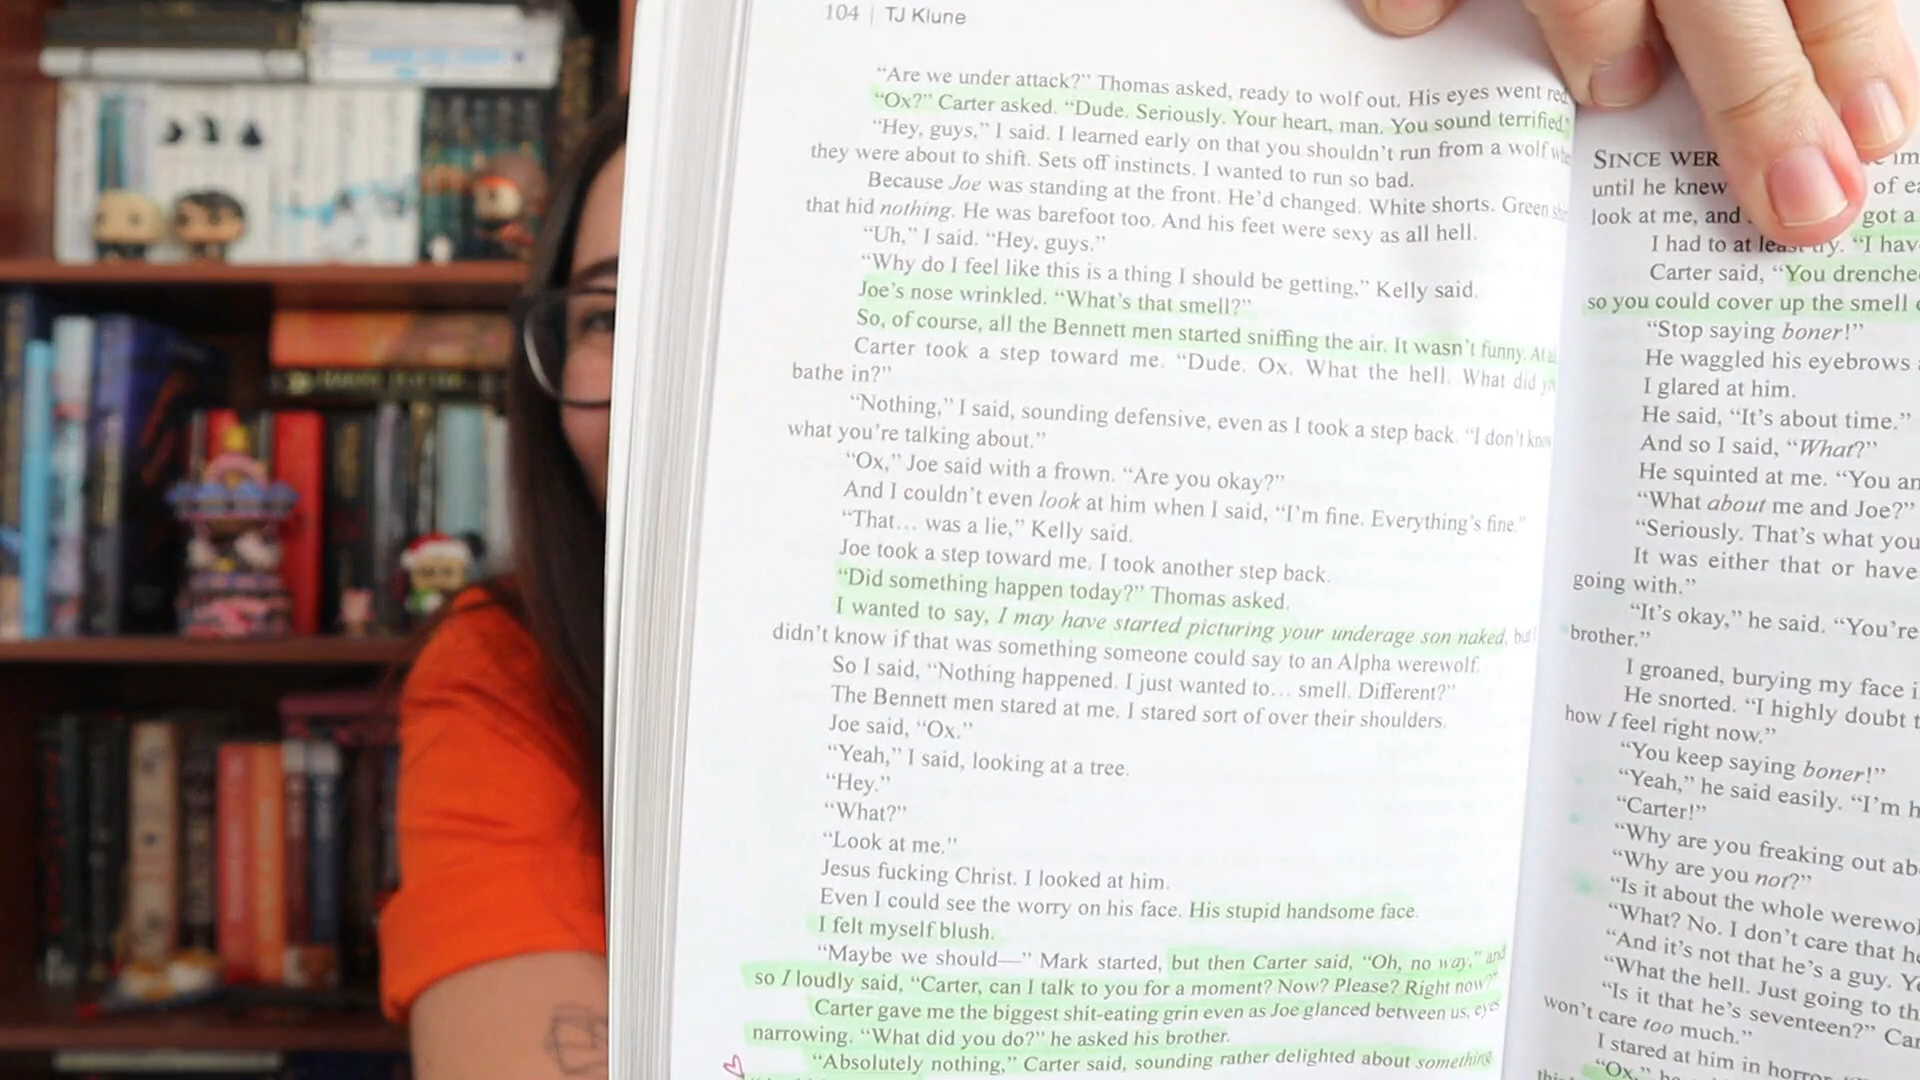 104 | TJ Klune
“Are we under attack?” Thomas asked, ready to wolf out. His eyes went red
“Ox?” Carter asked. “Dude. Seriously. Your heart, man. You sound terrified.”
“Hey, guys,” I said. I learned early on that you shouldn’t run from a wolf
they were about to shift. Sets off instincts. I wanted to run so bad.
Because Joe was standing at the front. He’d changed. White shorts. Green
that hid nothing. He was barefoot too. And his feet were sexy as all hell.
“Uh,” I said. “Hey, guys.”
“Why do I feel like this is a thing I should be getting,” Kelly said.
Joe’s nose wrinkled. “What’s that smell?”
So, of course, all the Bennett men started sniffing the air. It wasn’t funny. At
Carter took a step toward me. “Dude. Ox. What the hell. What did
bathe in?”
“Nothing,” I said, sounding defensive, even as I took a step back. “I don’t know
what you’re talking about.”
“Ox,” Joe said with a frown. “Are you okay?”
And I couldn’t even look at him when I said, “I’m fine. Everything’s fine.”
“That… was a lie,” Kelly said.
Joe took a step toward me. I took another step back.
“Did something happen today?” Thomas asked.
I wanted to say, I may have started picturing your underage son naked, but
didn’t know if that was something someone could say to an Alpha werewolf.
So I said, “Nothing happened. I just wanted to… smell. Different?”
The Bennett men stared at me. I stared sort of over their shoulders.
Joe said, “Ox.”
“Yeah,” I said, looking at a tree.
“Hey.”
“What?”
“Look at me.”
Jesus fucking Christ. I looked at him.
Even I could see the worry on his face. His stupid handsome face.
I felt myself blush.
“Maybe we should—” Mark started, but then Carter said, “Oh, no way,” and
so I loudly said, “Carter, can I talk to you for a moment? Now? Please? Right now?”
Carter gave me the biggest shit-eating grin even as Joe glanced between us, eyes
narrowing. “What did you do?” he asked his brother.
“Absolutely nothing,” Carter said, sounding rather delighted about something
SINCE WER
until he knew of
look at me, and got a
I had to at least try. “I
Carter said, “You drenched
so you could cover up the smell
“Stop saying boner!”
He waggled his eyebrows
I glared at him.
He said, “It’s about time.”
And so I said, “What?”
He squinted at me. “You
“What about me and Joe?”
“Seriously. That’s what you
It was either that or have
going with.”
“It’s okay,” he said. “You’re
brother.”
I groaned, burying my face
He snorted. “I highly doubt
how I feel right now.”
“You keep saying boner!”
“Yeah,” he said easily. “I’m
“Carter!”
“Why are you freaking out
“Why are you not?”
“Is it about the whole
“What? No. I don’t care that
“And it’s not that he’s a guy.
“What the hell. Just going to
“Is it that he’s seventeen?”
won’t care too much.”
I stared at him in
“Ox,”